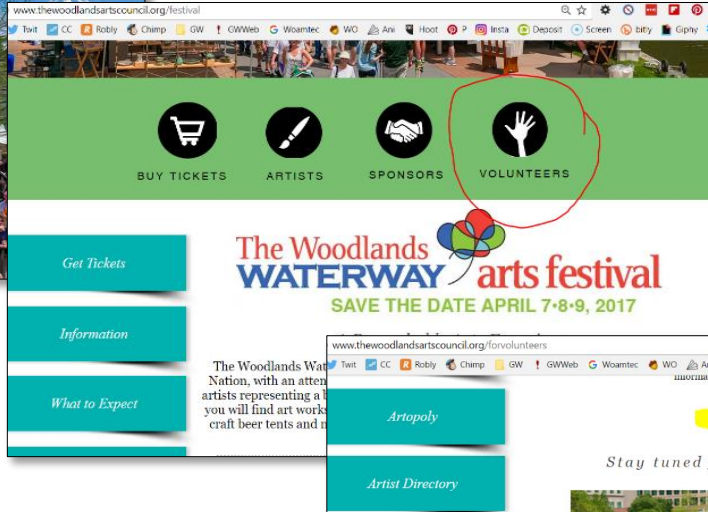 www.thewoodlandsartscouncil.org/festival
Twit CC Robly Chimp GW GWWeb Woamtec WO Ani Hoot P Insta Deposit Screen bitly Giphy
BUY TICKETS ARTISTS SPONSORS VOLUNTEERS
Get Tickets
Information
What to Expect
The Woodlands
WATERWAY arts festival
SAVE THE DATE APRIL 7•8•9, 2017
The Woodlands Wat
Nation, with an atten
artists representing a b
you will find art works
craft beer tents and m
www.thewoodlandsartscouncil.org/forvolunteers
Twit CC Robly Chimp GW GWWeb Woamtec WO
Artopoly
Artist Directory
Stay tuned